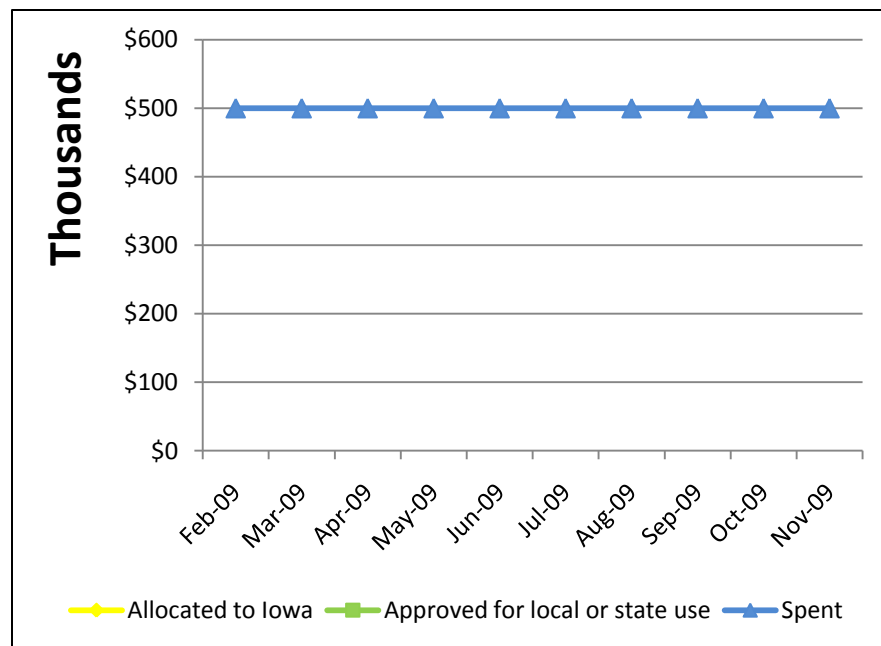 Thousands
$600
$500
$400
$300
$200
$100
$0
Feb-09
Mar-09
Apr-09
May-09
Jun-09
Jul-09
Aug-09
Sep-09
Oct-09
Nov-09
Allocated to Iowa
Approved for local or state use
Spent